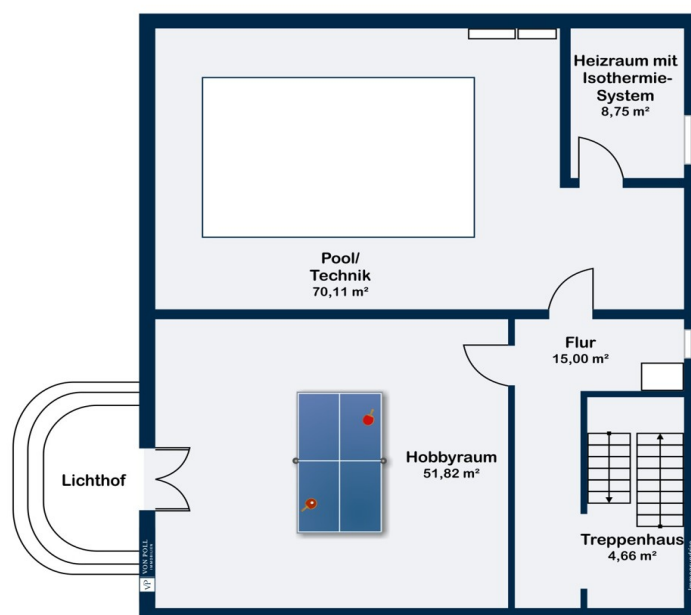 Heizraum mit
Isothermie-
System
8,75 m²
Pool/
Technik
70,11 m²
Flur
15,00 m²
Hobbyraum
51,82 m²
Lichthof
Treppenhaus
4,66 m²
VON POLL
IMMOBILIEN
VP